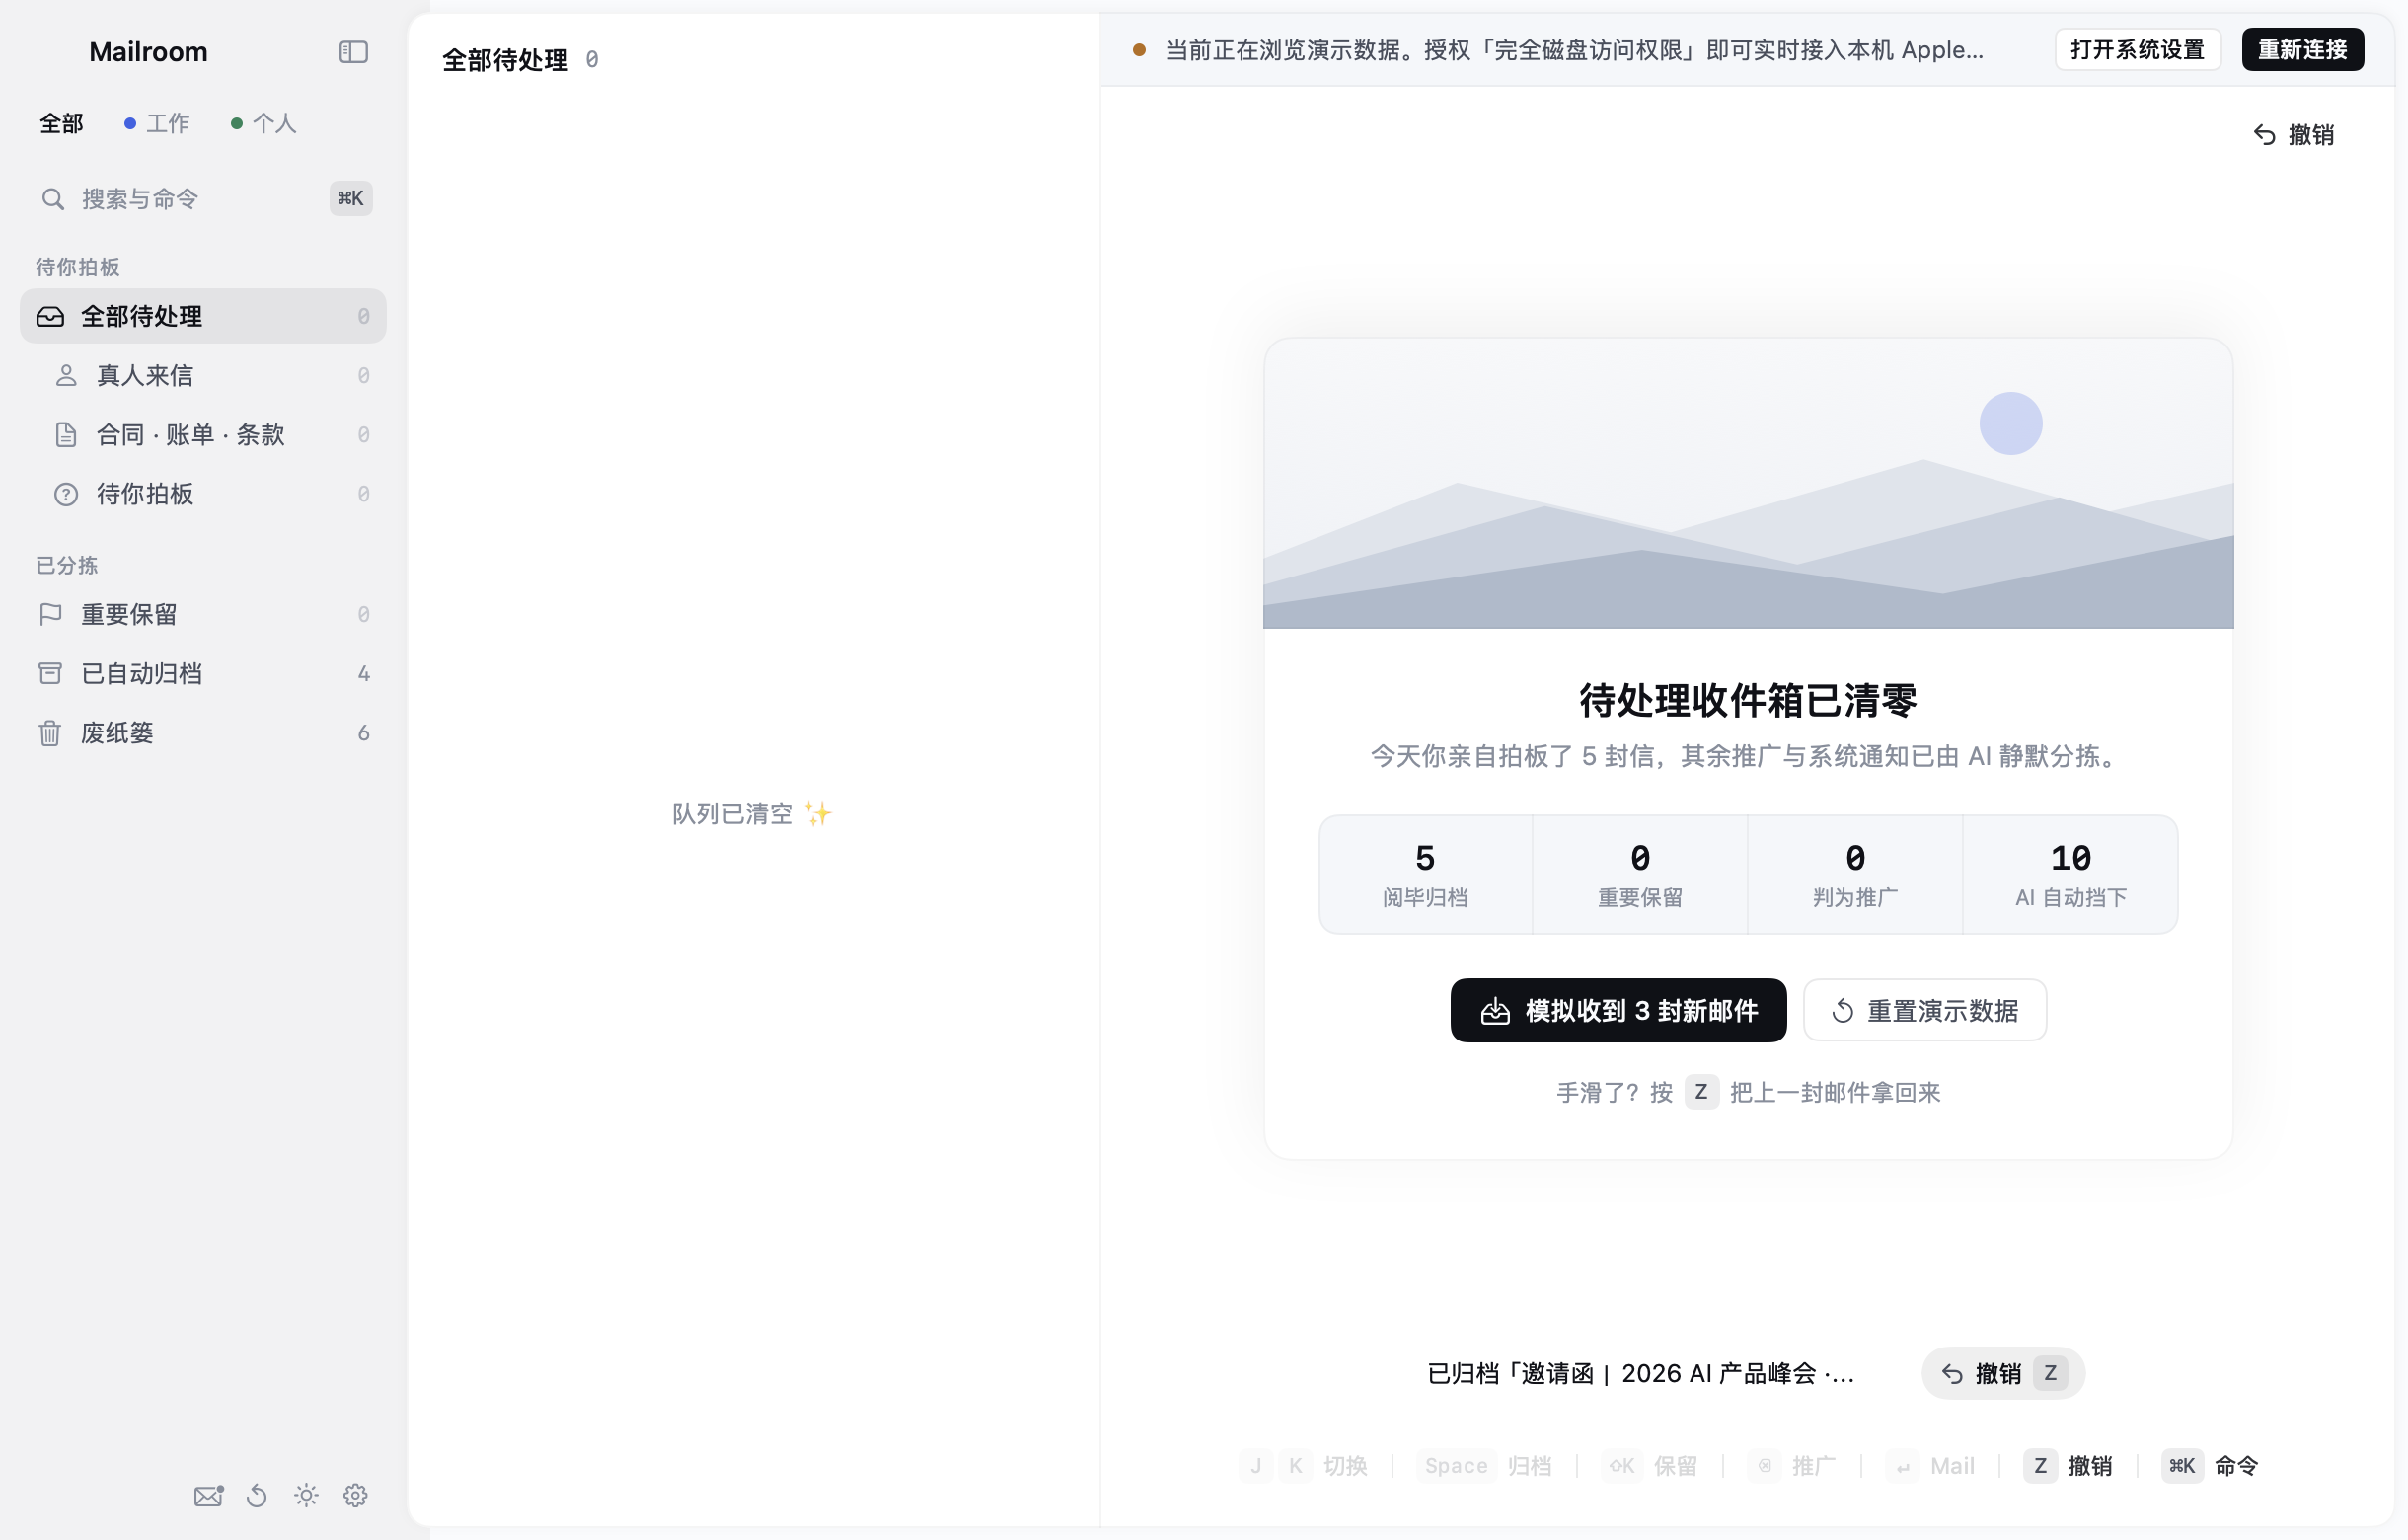 Mailroom
全部 工作 个人
搜索与命令 ⌘K
待你拍板
全部待处理 0
真人来信 0
合同 · 账单 · 条款 0
待你拍板 0
已分拣
重要保留 0
已自动归档 4
废纸篓 6
全部待处理 0
队列已清空 ✨
当前正在浏览演示数据。授权「完全磁盘访问权限」即可实时接入本机 Apple...
打开系统设置
重新连接
撤销
待处理收件箱已清零
今天你亲自拍板了 5 封信，其余推广与系统通知已由 AI 静默分拣。
5 0 0 10
阅毕归档 重要保留 判为推广 AI 自动挡下
模拟收到 3 封新邮件 重置演示数据
手滑了？按 Z 把上一封邮件拿回来
已归档「邀请函｜2026 AI 产品峰会 ·... 撤销 Z
J K 切换 Space 归档 ⇧K 保留 ⌫ 推广 ↵ Mail Z 撤销 ⌘K 命令